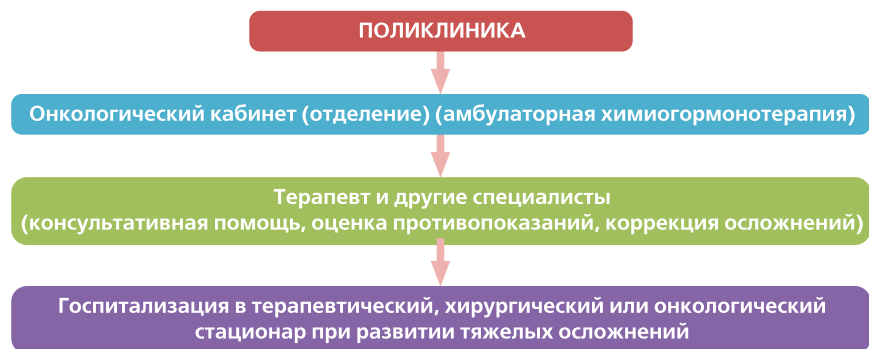 ПОЛИКЛИНИКА
Онкологический кабинет (отделение) (амбулаторная химиогормонотерапия)
Терапевт и другие специалисты
(консультативная помощь, оценка противопоказаний, коррекция осложнений)
Госпитализация в терапевтический, хирургический или онкологический
стационар при развитии тяжелых осложнений